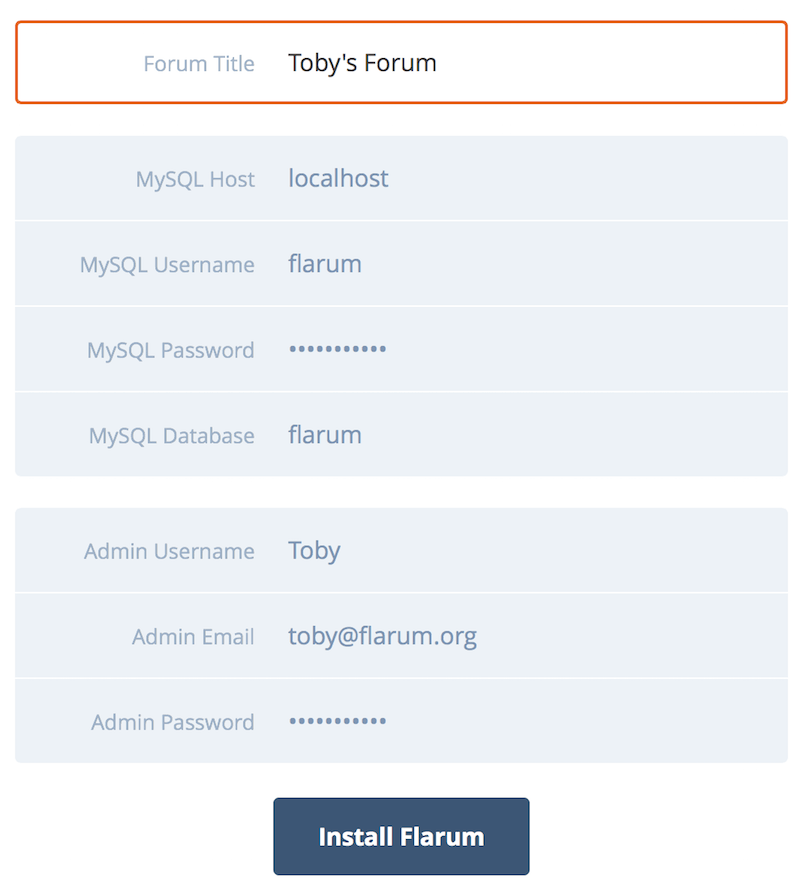 Forum Title Toby's Forum
MySQL Host localhost
MySQL Username flarum
MySQL Password •••••••••••
MySQL Database flarum
Admin Username Toby
Admin Email toby@flarum.org
Admin Password •••••••••••
Install Flarum